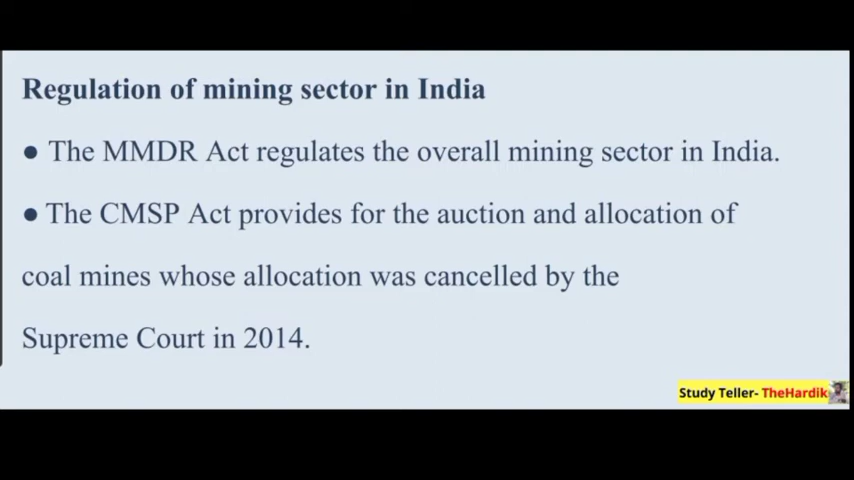 Regulation of mining sector in India
● The MMDR Act regulates the overall mining sector in India.
● The CMSP Act provides for the auction and allocation of
coal mines whose allocation was cancelled by the
Supreme Court in 2014.
Study Teller- TheHardik